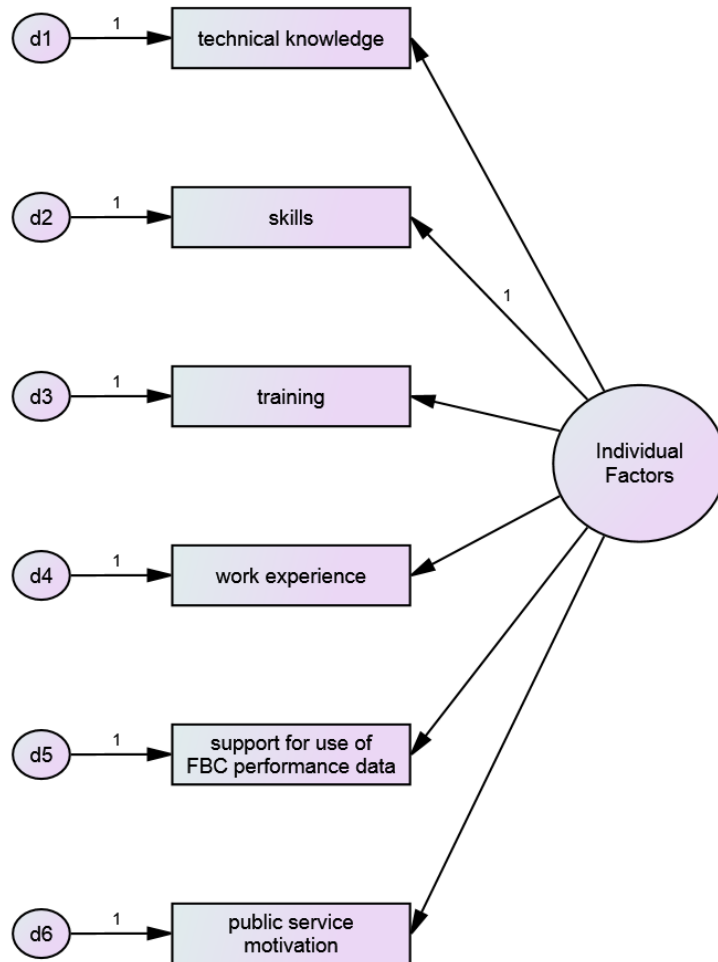 d1
1
technical knowledge
d2
1
skills
1
d3
1
training
Individual
Factors
d4
1
work experience
d5
1
support for use of
FBC performance data
d6
1
public service
motivation